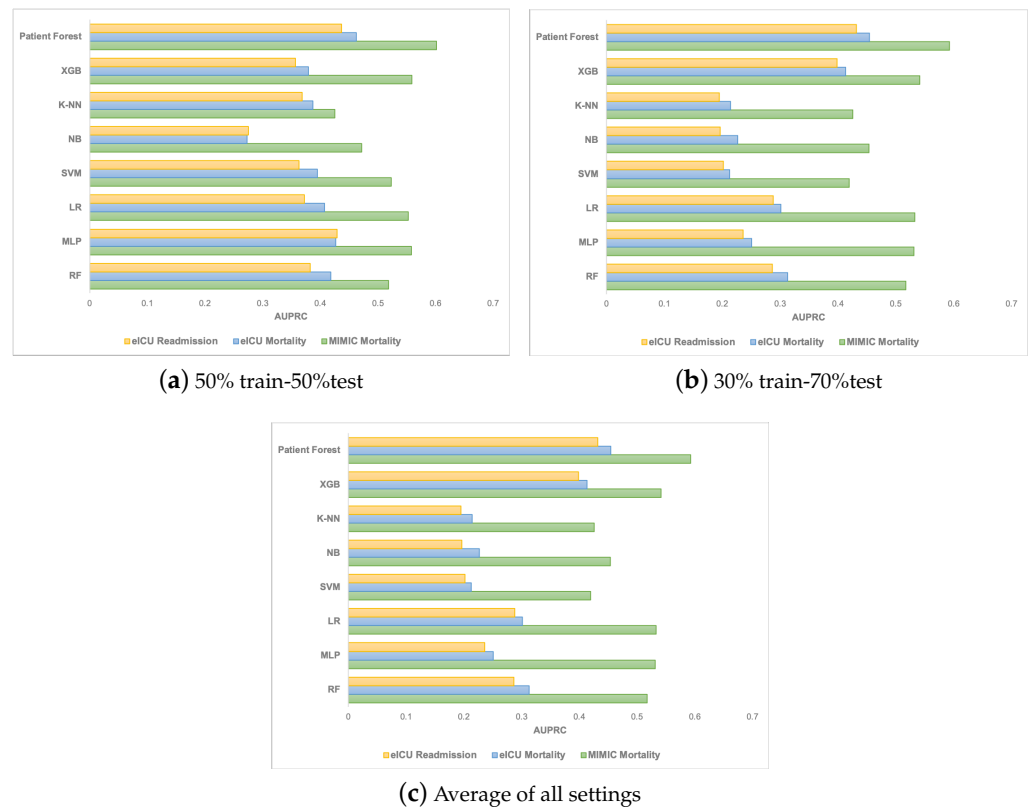 Patient Forest
XGB
K-NN
NB
SVM
LR
MLP
RF
0 0.1 0.2 0.3 0.4 0.5 0.6 0.7
AUPRC
eICU Readmission eICU Mortality MIMIC Mortality
(a) 50% train-50%test
Patient Forest
XGB
K-NN
NB
SVM
LR
MLP
RF
0 0.1 0.2 0.3 0.4 0.5 0.6 0.7
AUPRC
eICU Readmission eICU Mortality MIMIC Mortality
(b) 30% train-70%test
Patient Forest
XGB
K-NN
NB
SVM
LR
MLP
RF
0 0.1 0.2 0.3 0.4 0.5 0.6 0.7
AUPRC
eICU Readmission eICU Mortality MIMIC Mortality
(c) Average of all settings